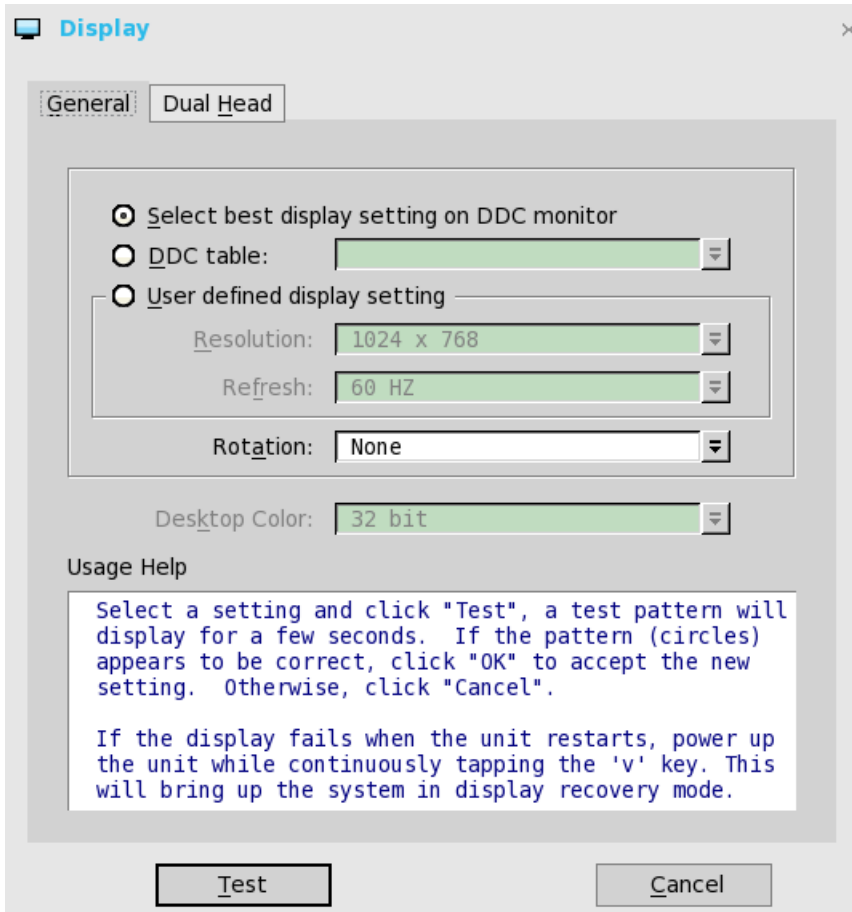 Display
General Dual Head
Select best display setting on DDC monitor
DDC table:
User defined display setting
Resolution: 1024 x 768
Refresh: 60 HZ
Rotation: None
Desktop Color: 32 bit
Usage Help
Select a setting and click "Test", a test pattern will
display for a few seconds.  If the pattern (circles)
appears to be correct, click "OK" to accept the new
setting.  Otherwise, click "Cancel".
If the display fails when the unit restarts, power up
the unit while continuously tapping the 'v' key. This
will bring up the system in display recovery mode.
Test Cancel